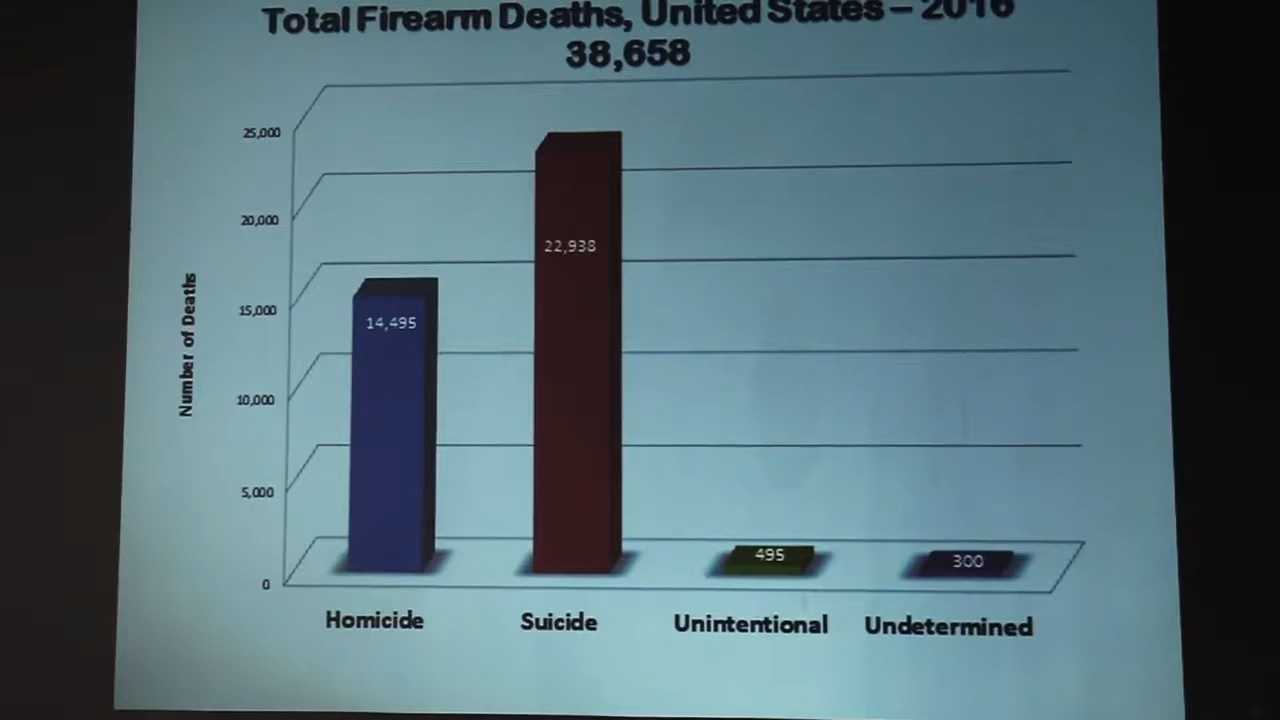 Total Firearm Deaths, United States – 2016
38,658
25,000
20,000
15,000
10,000
5,000
0
Number of Deaths
14,495
22,938
495
300
Homicide
Suicide
Unintentional
Undetermined